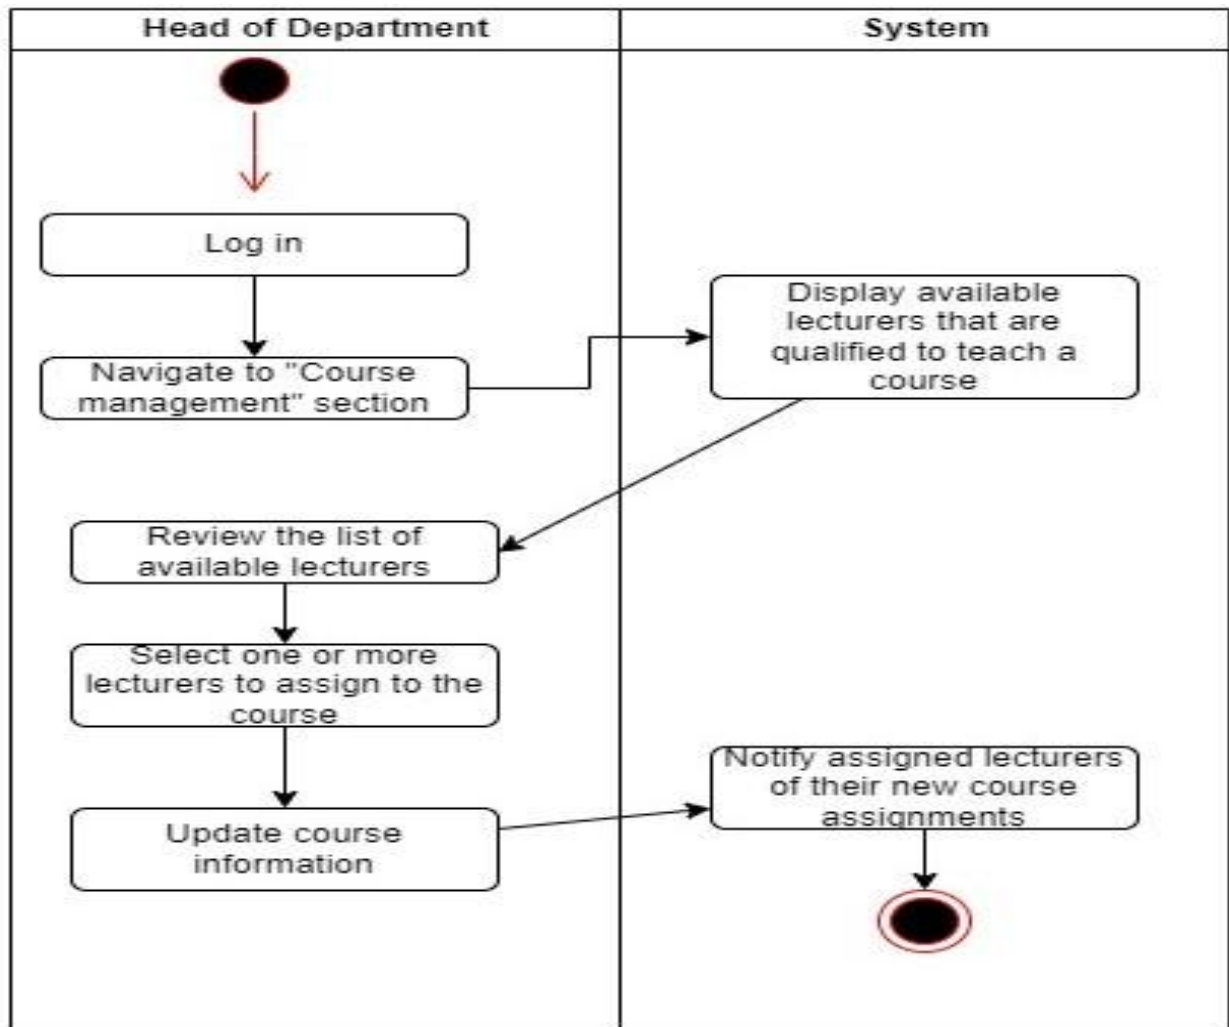 Head of Department
System
Log in
Navigate to "Course
management" section
Display available
lecturers that are
qualified to teach a
course
Review the list of
available lecturers
Select one or more
lecturers to assign to the
course
Update course
information
Notify assigned lecturers
of their new course
assignments